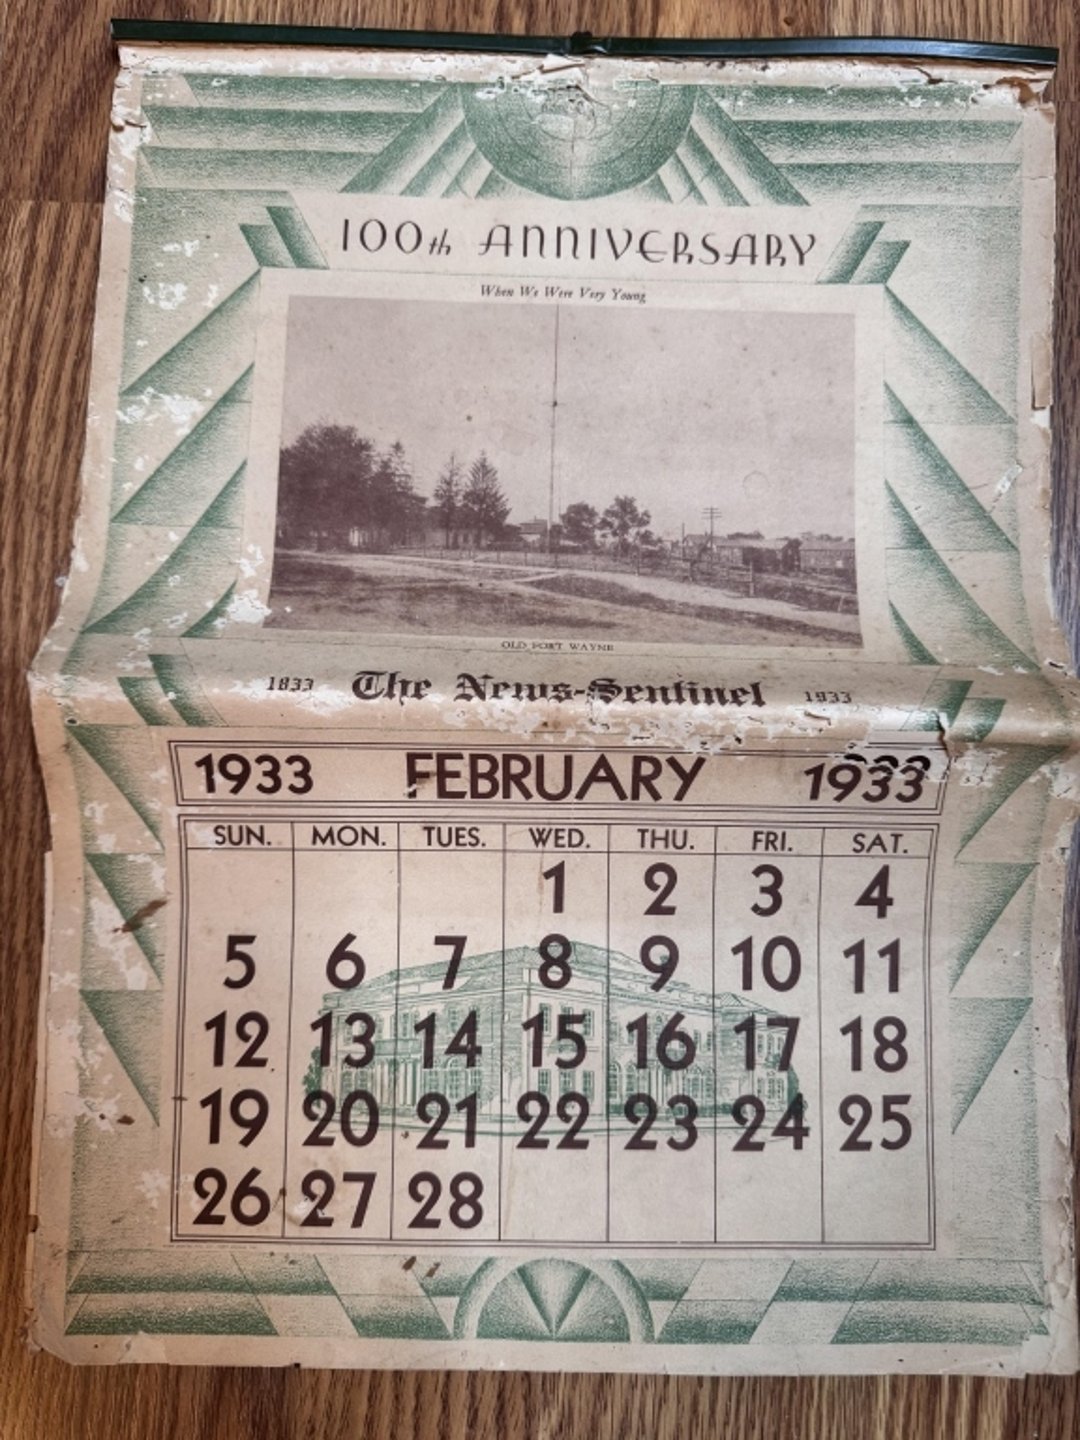 100th ANNIVERSARY
When We Were Very Young
OLD FORT WAYNE
1833 The News-Sentinel 1933
1933 FEBRUARY 1933
SUN. MON. TUES. WED. THU. FRI. SAT.
1 2 3 4
5 6 7 8 9 10 11
12 13 14 15 16 17 18
19 20 21 22 23 24 25
26 27 28